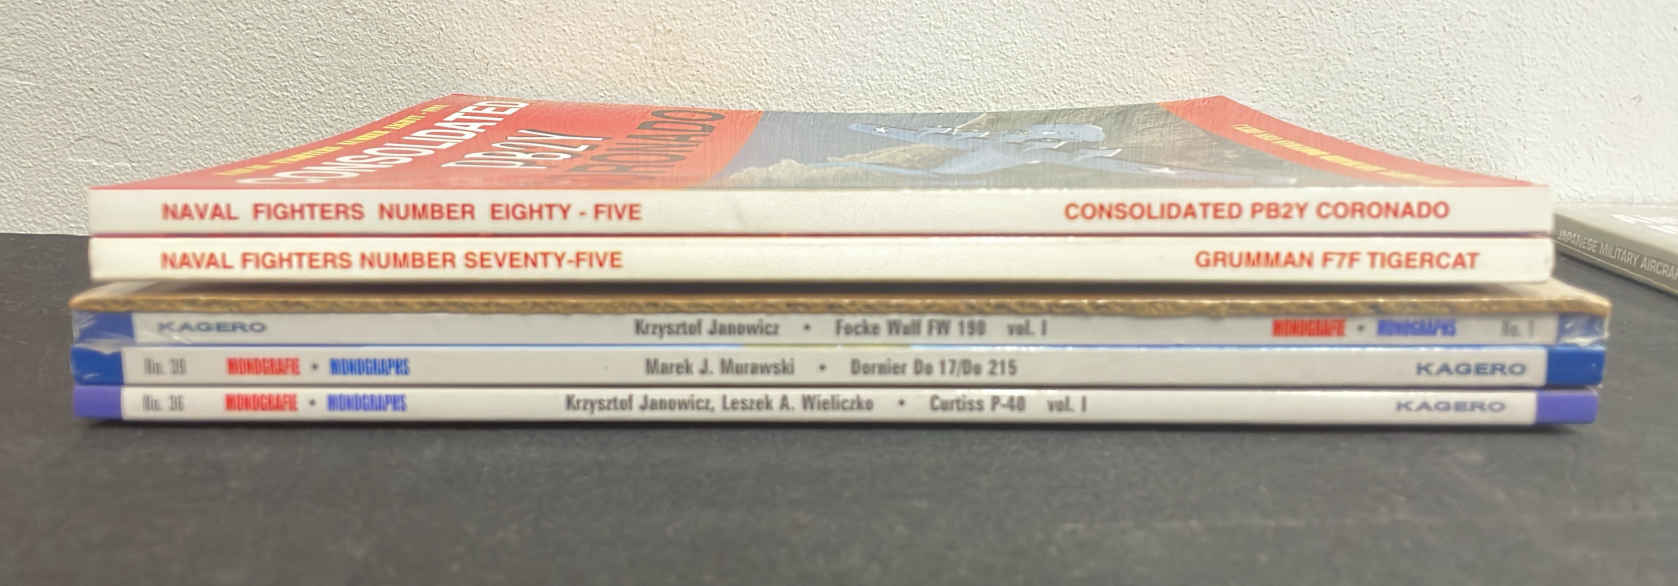 CONSOLIDATED
PB2Y
NAVAL FIGHTERS NUMBER EIGHTY - FIVE CONSOLIDATED PB2Y CORONADO
NAVAL FIGHTERS NUMBER SEVENTY-FIVE GRUMMAN F7F TIGERCAT
KAGERO Krzysztof Janowicz • Focke Wulf FW 190 vol. I MONOGRAFIE • MONOGRAPHS No. 1
No. 39 MONOGRAFIE • MONOGRAPHS Marek J. Murawski • Dornier Do 17/Do 215 KAGERO
No. 36 MONOGRAFIE • MONOGRAPHS Krzysztof Janowicz, Leszek A. Wieliczko • Curtiss P-40 vol. I KAGERO
JAPANESE MILITARY